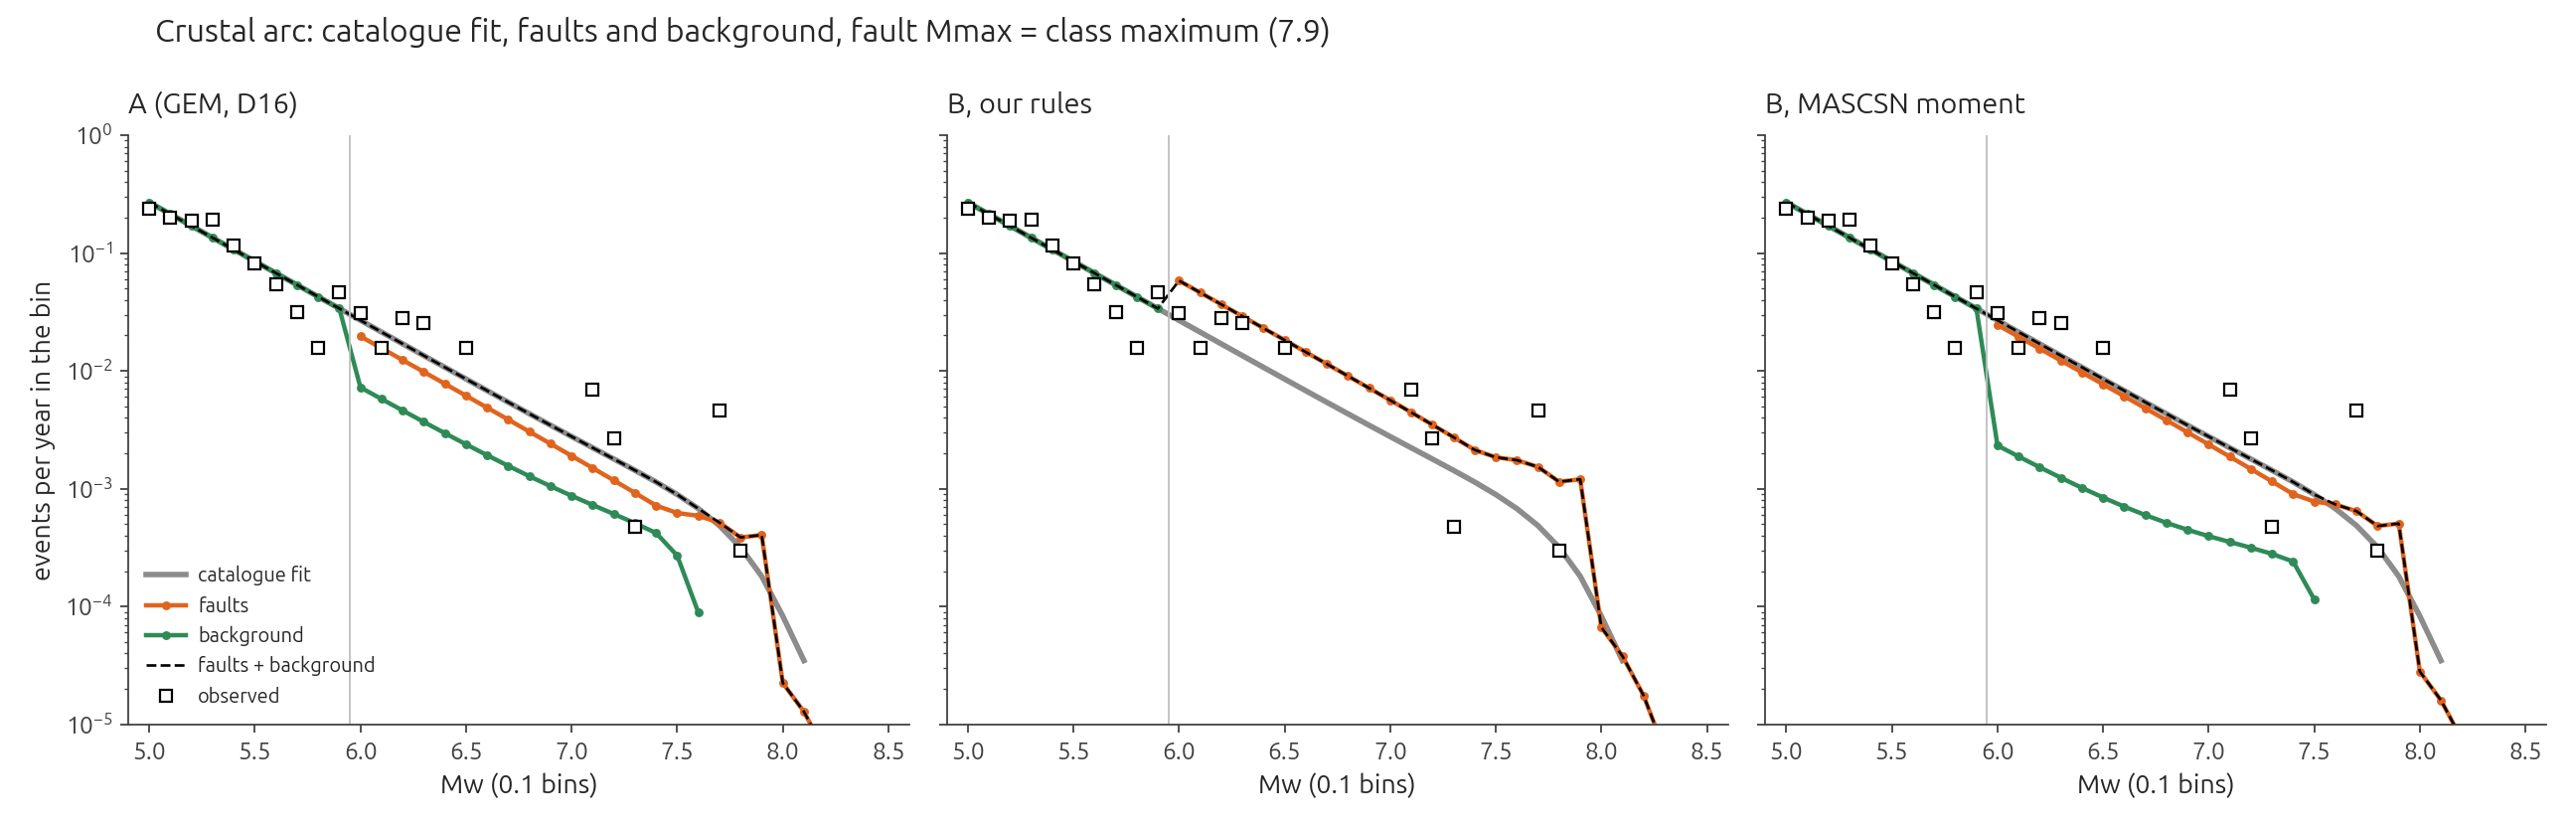 Crustal arc: catalogue fit, faults and background, fault Mmax = class maximum (7.9)
A (GEM, D16)
B, our rules
B, MASCSN moment
events per year in the bin
10⁰
10⁻¹
10⁻²
10⁻³
10⁻⁴
10⁻⁵
catalogue fit
faults
background
faults + background
observed
5.0 5.5 6.0 6.5 7.0 7.5 8.0 8.5
5.0 5.5 6.0 6.5 7.0 7.5 8.0 8.5
5.0 5.5 6.0 6.5 7.0 7.5 8.0 8.5
Mw (0.1 bins)
Mw (0.1 bins)
Mw (0.1 bins)